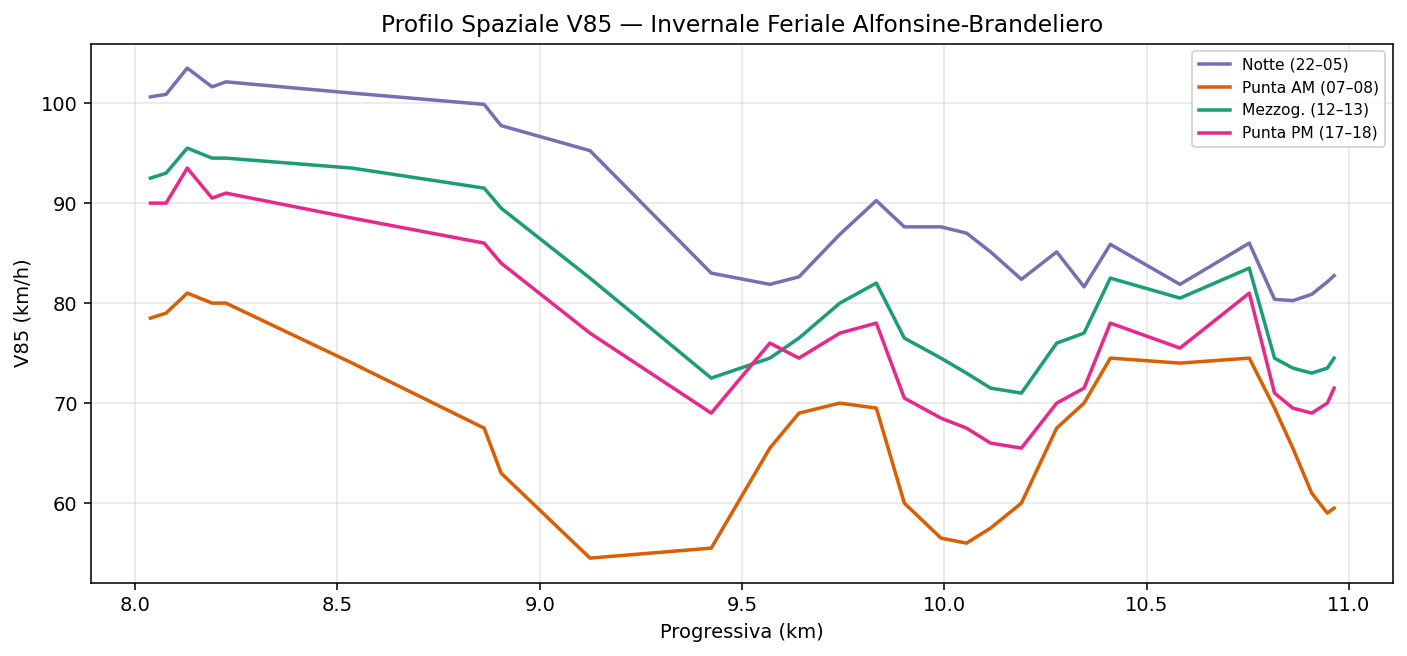 Profilo Spaziale V85 — Invernale Feriale Alfonsine-Brandeliero
Notte (22–05)
Punta AM (07–08)
Mezzog. (12–13)
Punta PM (17–18)
100
90
80
70
60
V85 (km/h)
8.0 8.5 9.0 9.5 10.0 10.5 11.0
Progressiva (km)